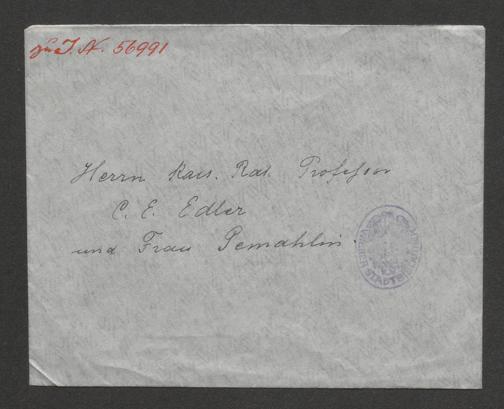 zu I. N. 56991
Herrn Kais. Rat. Professor
C. E. Edler
und Frau Gemahlin.